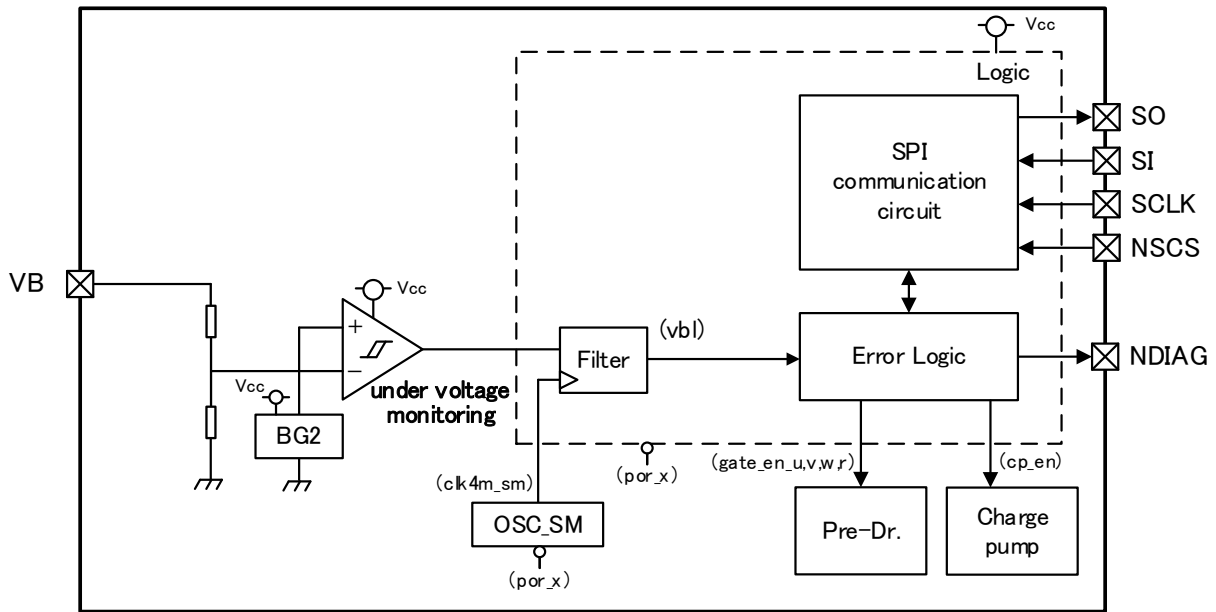 Vcc
Logic
SPI
communication
circuit
SO
SI
SCLK
NSCS
VB
Vcc
+
−
Vcc
BG2
under voltage
monitoring
Filter
(vbl)
Error Logic
NDIAG
(clk4m_sm)
OSC_SM
(por_x)
(por_x)
(gate_en_u,v,w,r)
(cp_en)
Pre-Dr.
Charge
pump